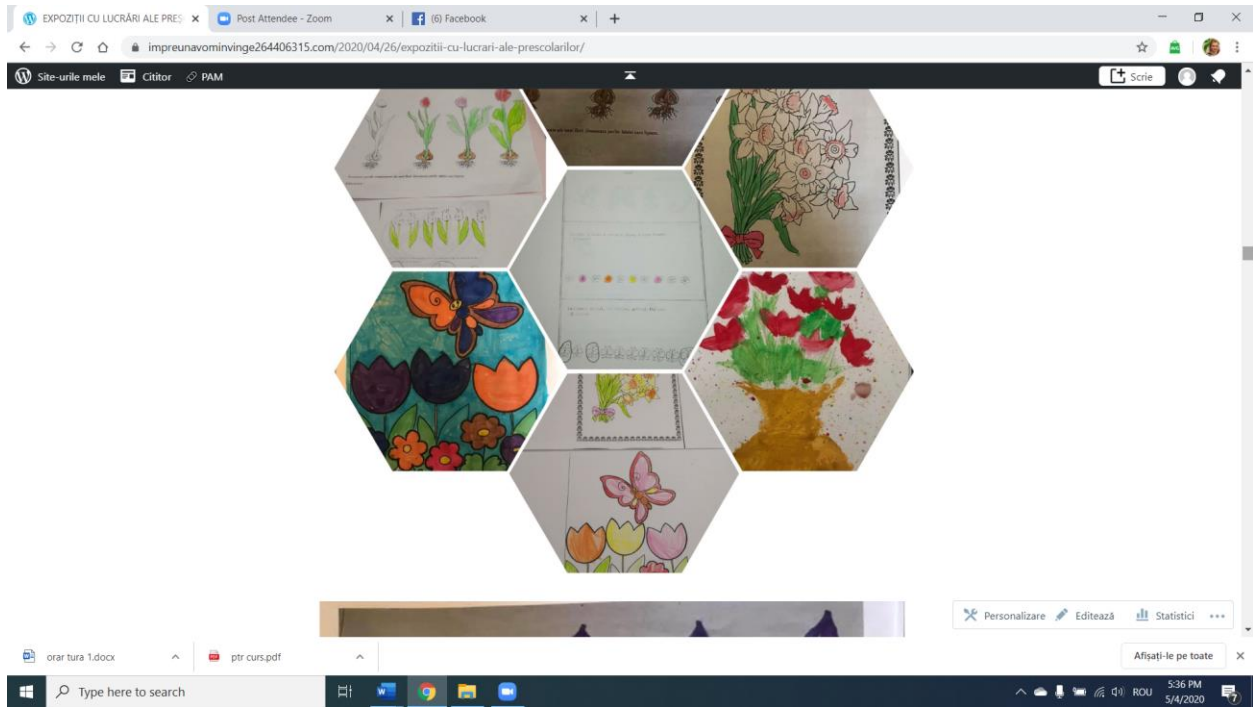 EXPOZIȚII CU LUCRĂRI ALE PREȘ
Post Attendee - Zoom
(6) Facebook
impreunavominvinge264406315.com/2020/04/26/expozitii-cu-lucrari-ale-prescolarilor/
Site-urile mele
Cititor
PAM
Scrie
Personalizare
Editează
Statistici
orar tura 1.docx
ptr curs.pdf
Afișați-le pe toate
Type here to search
ROU
5:36 PM
5/4/2020
7